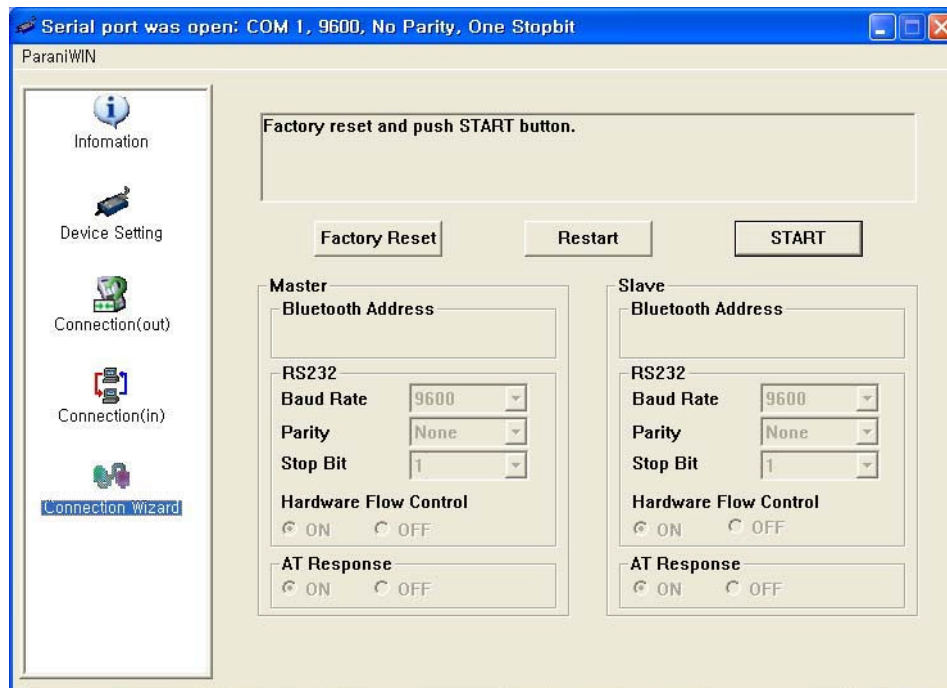 Serial port was open: COM 1, 9600, No Parity, One Stopbit
ParaniWIN
Infomation
Device Setting
Connection(out)
Connection(in)
Connection Wizard
Factory reset and push START button.
Factory Reset
Restart
START
Master
Bluetooth Address
RS232
Baud Rate 9600
Parity None
Stop Bit 1
Hardware Flow Control
ON OFF
AT Response
ON OFF
Slave
Bluetooth Address
RS232
Baud Rate 9600
Parity None
Stop Bit 1
Hardware Flow Control
ON OFF
AT Response
ON OFF